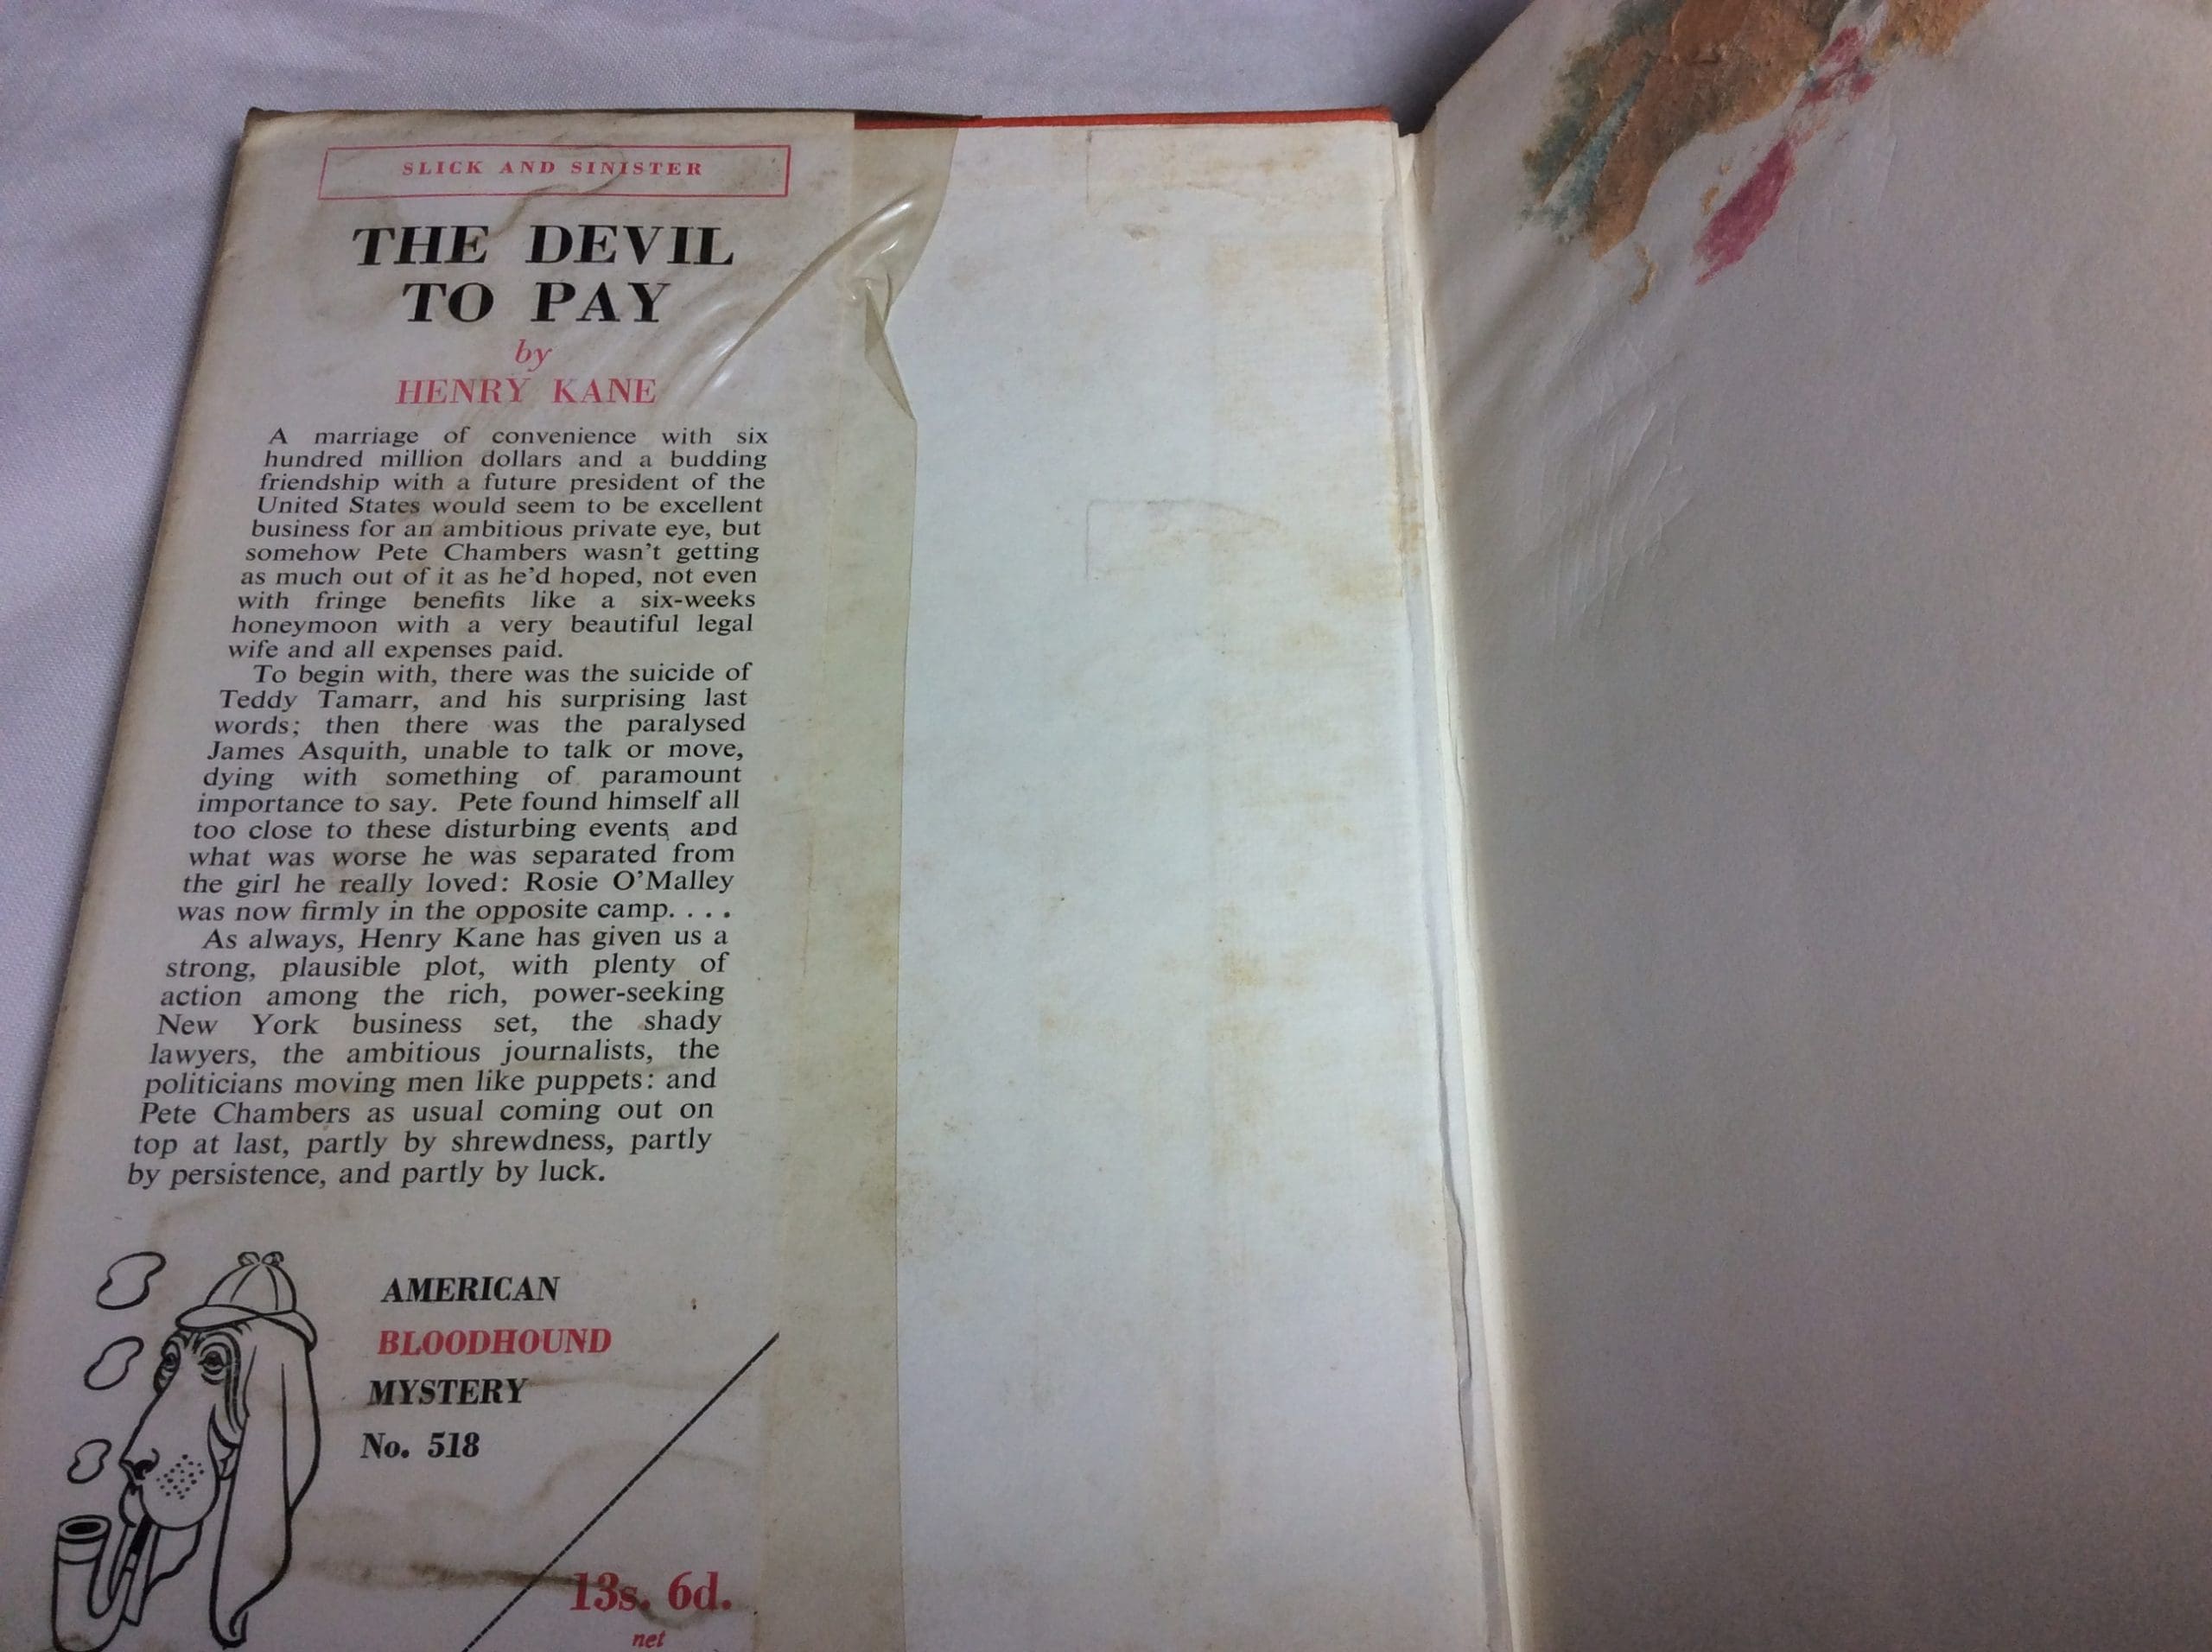 SLICK AND SINISTER
THE DEVIL
TO PAY
by
HENRY KANE
A marriage of convenience with six
hundred million dollars and a budding
friendship with a future president of the
United States would seem to be excellent
business for an ambitious private eye, but
somehow Pete Chambers wasn't getting
as much out of it as he'd hoped, not even
with fringe benefits like a six-weeks
honeymoon with a very beautiful legal
wife and all expenses paid.
To begin with, there was the suicide of
Teddy Tamarr, and his surprising last
words; then there was the paralysed
James Asquith, unable to talk or move,
dying with something of paramount
importance to say. Pete found himself all
too close to these disturbing events and
what was worse he was separated from
the girl he really loved: Rosie O'Malley
was now firmly in the opposite camp. . . .
As always, Henry Kane has given us a
strong, plausible plot, with plenty of
action among the rich, power-seeking
New York business set, the shady
lawyers, the ambitious journalists, the
politicians moving men like puppets: and
Pete Chambers as usual coming out on
top at last, partly by shrewdness, partly
by persistence, and partly by luck.
AMERICAN
BLOODHOUND
MYSTERY
No. 518
13s. 6d.
net